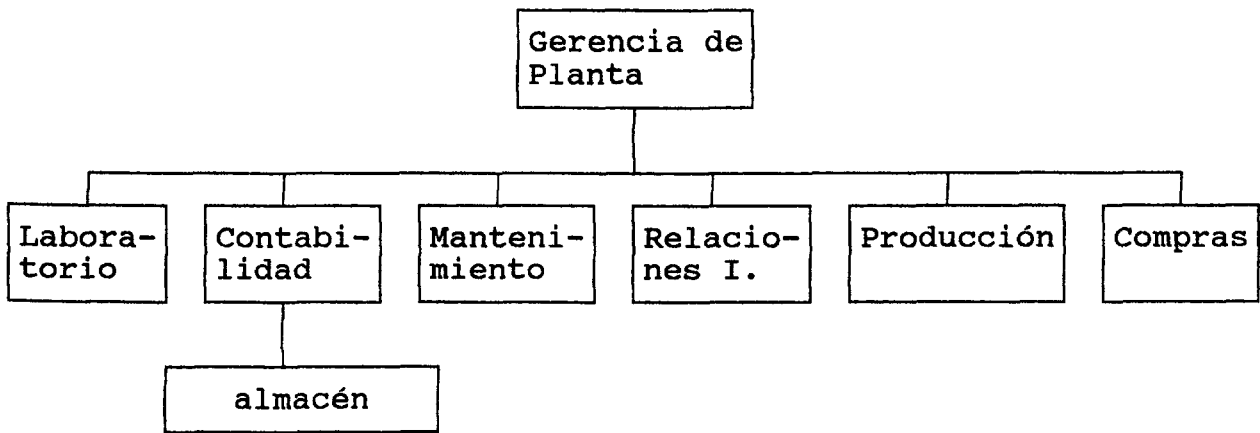 Gerencia de
Planta
Labora-
torio
Contabi-
lidad
Manteni-
miento
Relacio-
nes I.
Producción
Compras
almacén